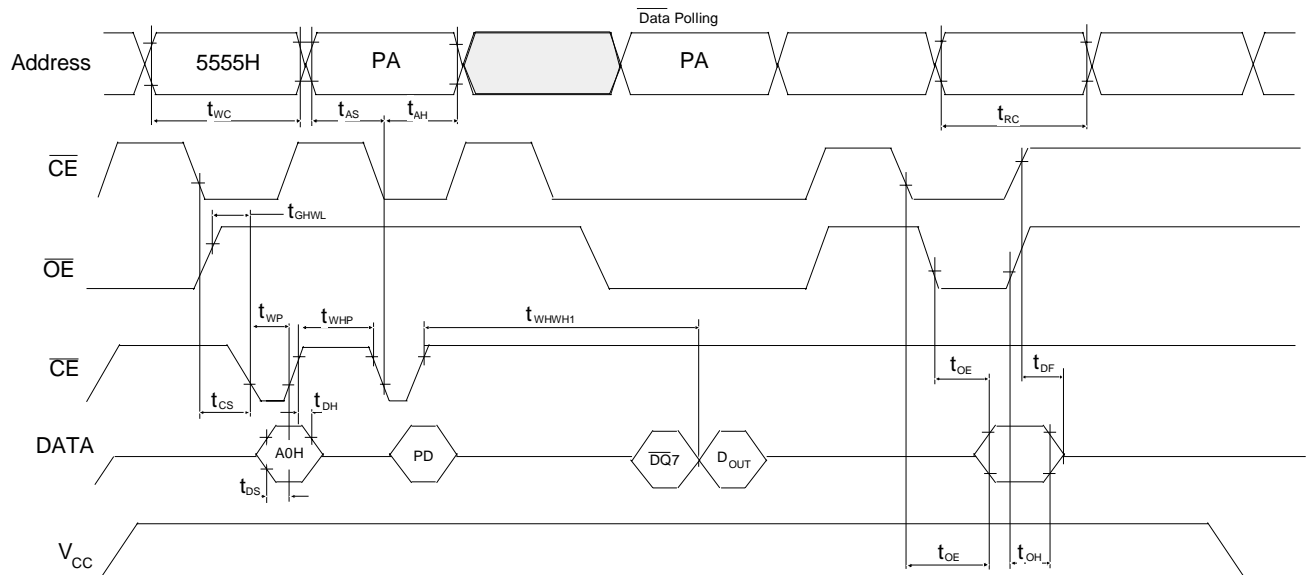 Data Polling
Address 5555H PA PA
tWC tAS tAH tRC
CE
tGHWL
OE
tWP tWHP tWHWH1
CE
tOE tDF
tCS tDH
DATA A0H PD DQ7 DOUT
tDS
VCC tOE tOH